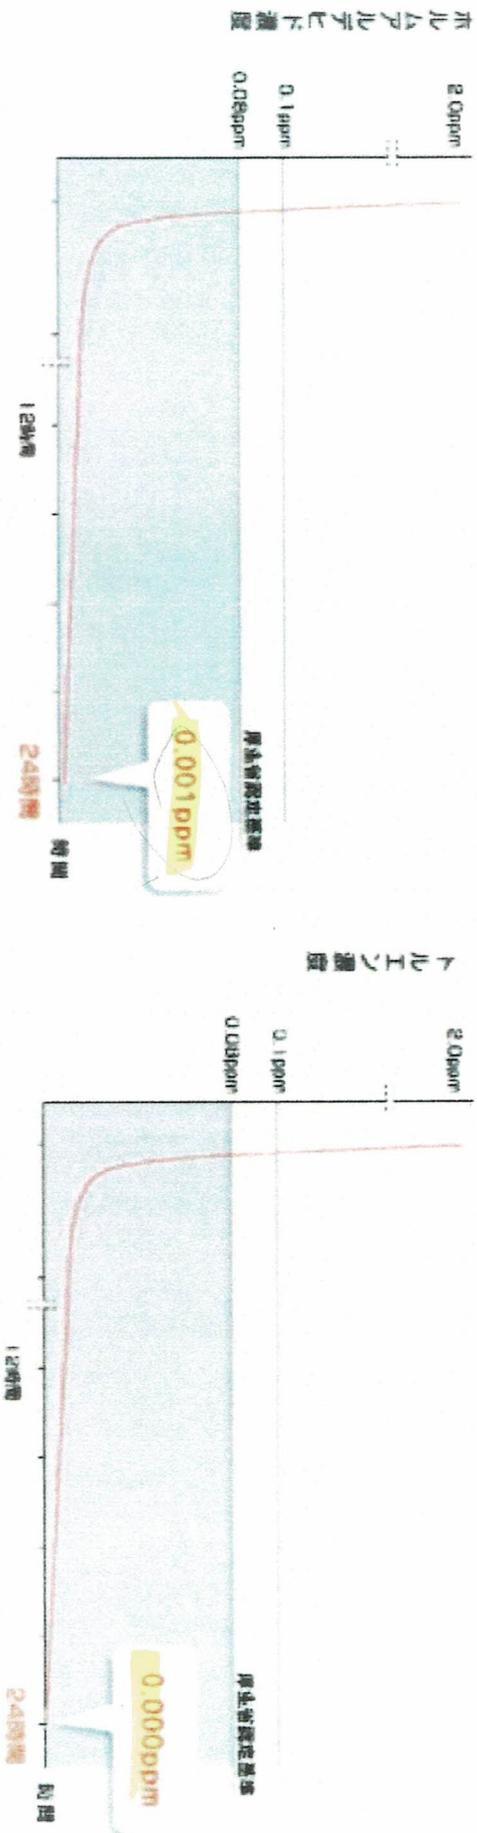 ホルムアルデヒド濃度
2.0ppm
0.1ppm
0.08ppm
厚生省設定基準
0.001ppm
12時間
24時間
時間
トルエン濃度
2.0ppm
0.1ppm
0.08ppm
厚生省設定基準
0.000ppm
12時間
24時間
時間